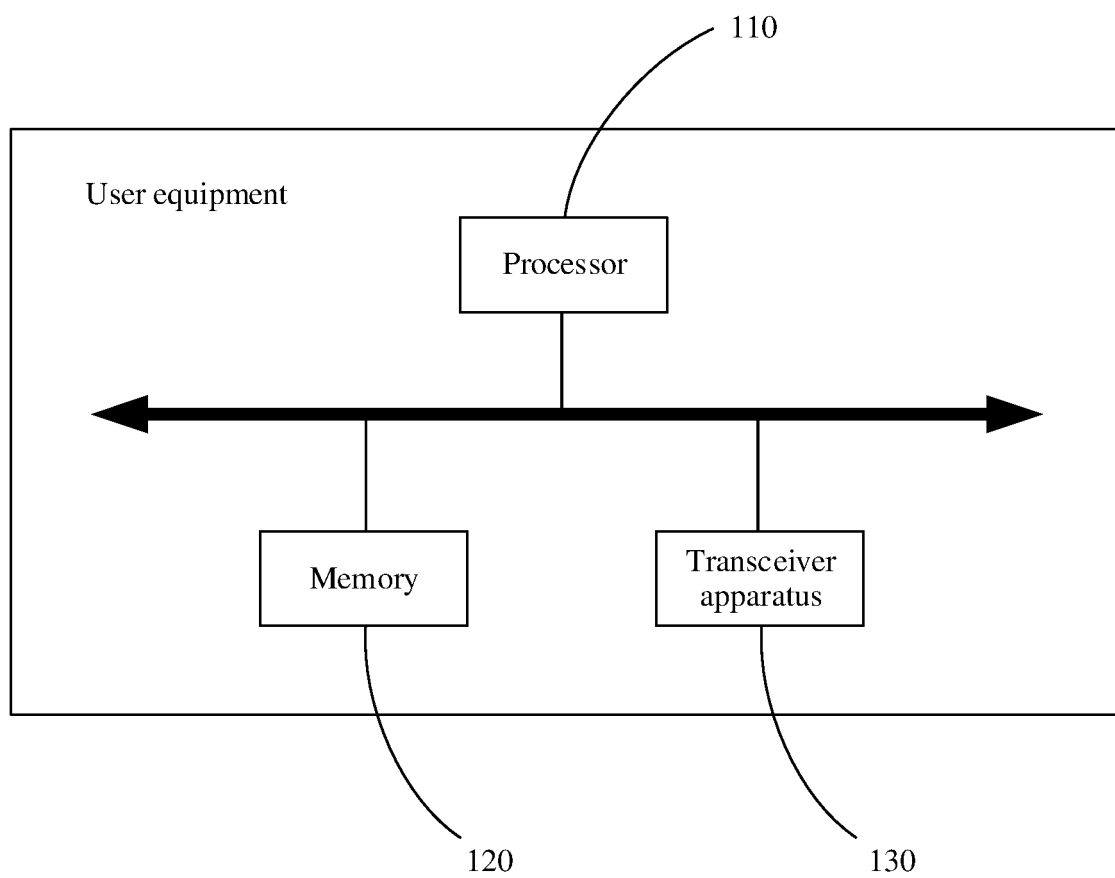 110
User equipment
Processor
Memory
Transceiver
apparatus
120
130